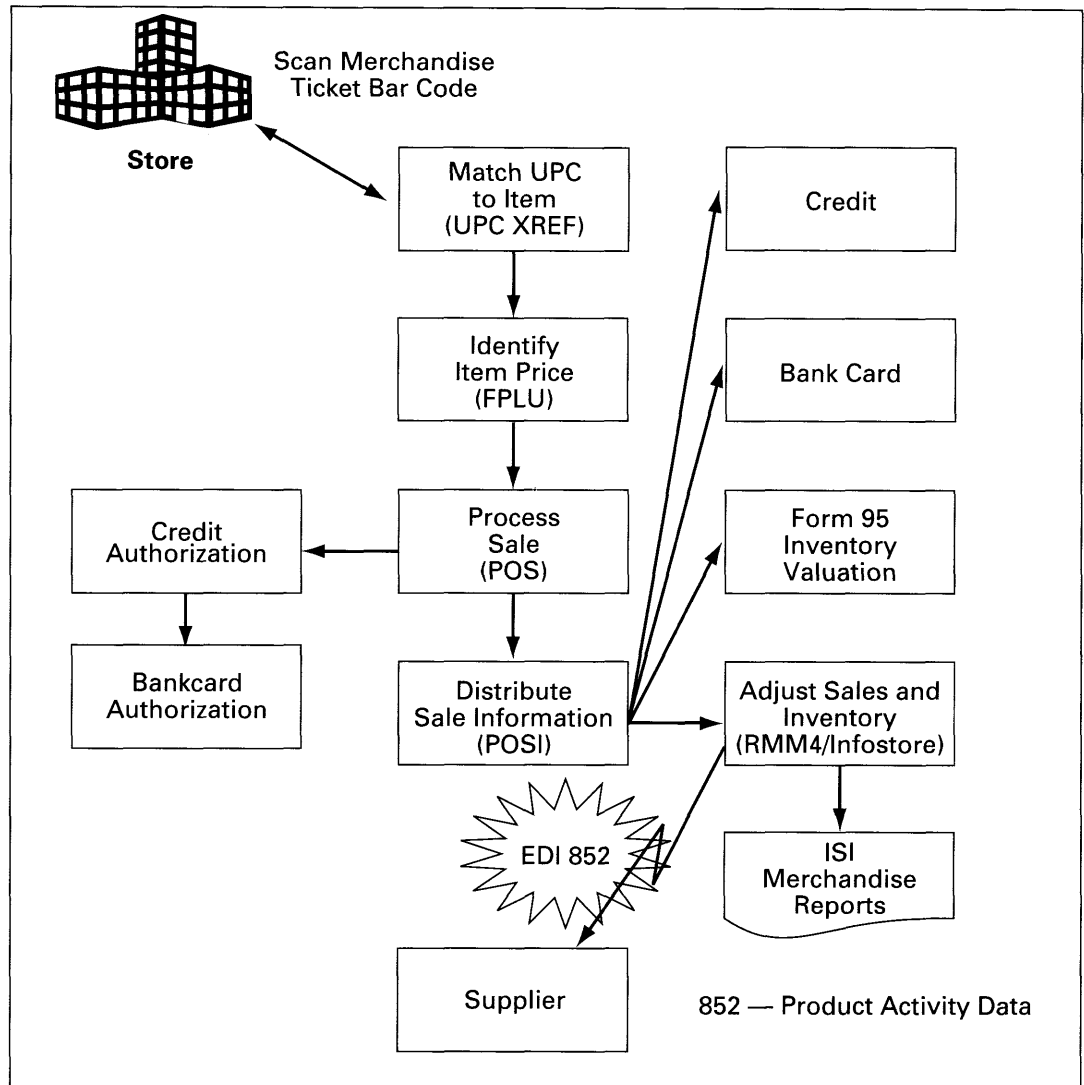 Scan Merchandise
Ticket Bar Code
Store
Match UPC
to Item
(UPC XREF)
Credit
Identify
Item Price
(FPLU)
Bank Card
Credit
Authorization
Process
Sale
(POS)
Form 95
Inventory
Valuation
Bankcard
Authorization
Distribute
Sale Information
(POSI)
Adjust Sales and
Inventory
(RMM4/Infostore)
EDI 852
ISI
Merchandise
Reports
Supplier
852 — Product Activity Data